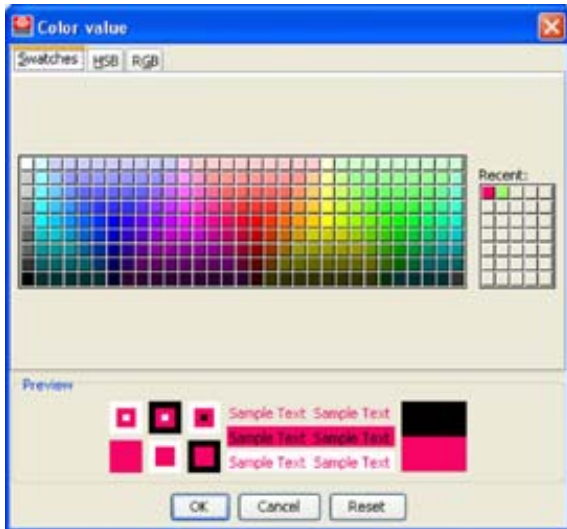 Color value
Swatches HSB RGB
Recent:
Preview
Sample Text Sample Text
Sample Text Sample Text
Sample Text Sample Text
OK Cancel Reset